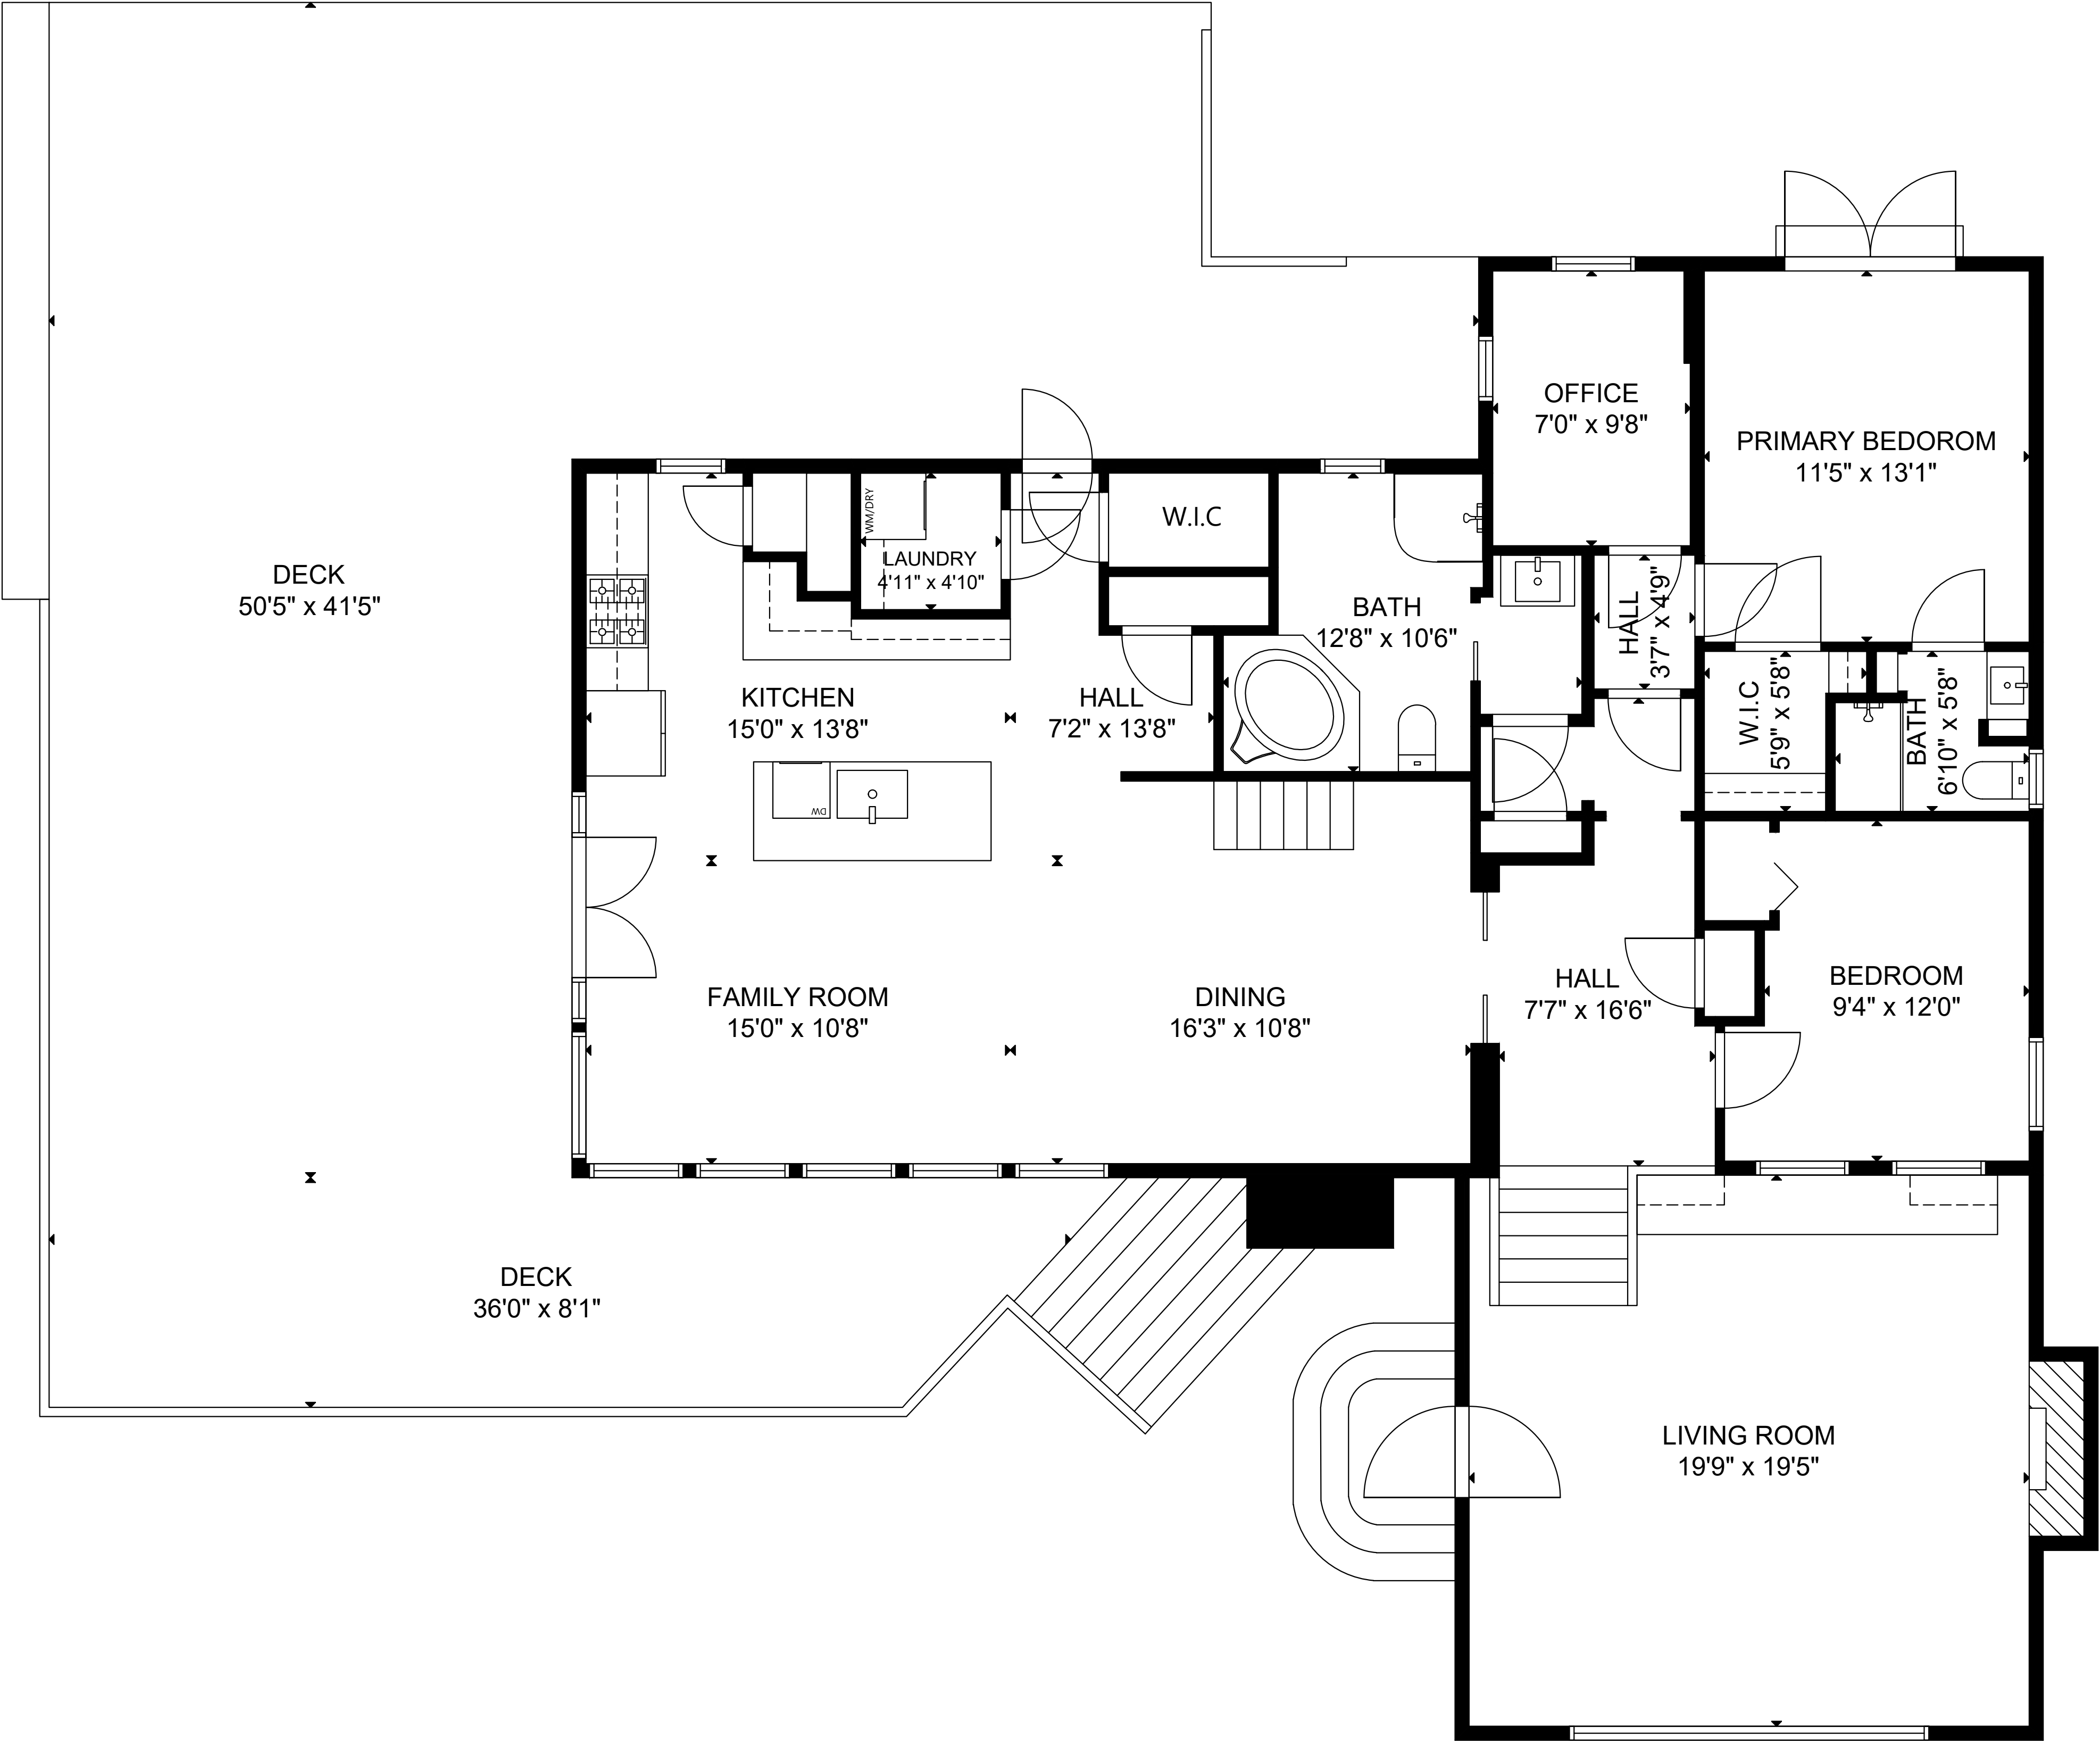 OFFICE
7'0" x 9'8"
PRIMARY BEDOROM
11'5" x 13'1"
WM/DRY
W.I.C
LAUNDRY
4'11" x 4'10"
DECK
50'5" x 41'5"
BATH
12'8" x 10'6"
HALL
3'7" x 4'9"
KITCHEN
15'0" x 13'8"
HALL
7'2" x 13'8"
W.I.C
5'9" x 5'8"
BATH
6'10" x 5'8"
DW
FAMILY ROOM
15'0" x 10'8"
DINING
16'3" x 10'8"
HALL
7'7" x 16'6"
BEDROOM
9'4" x 12'0"
DECK
36'0" x 8'1"
LIVING ROOM
19'9" x 19'5"